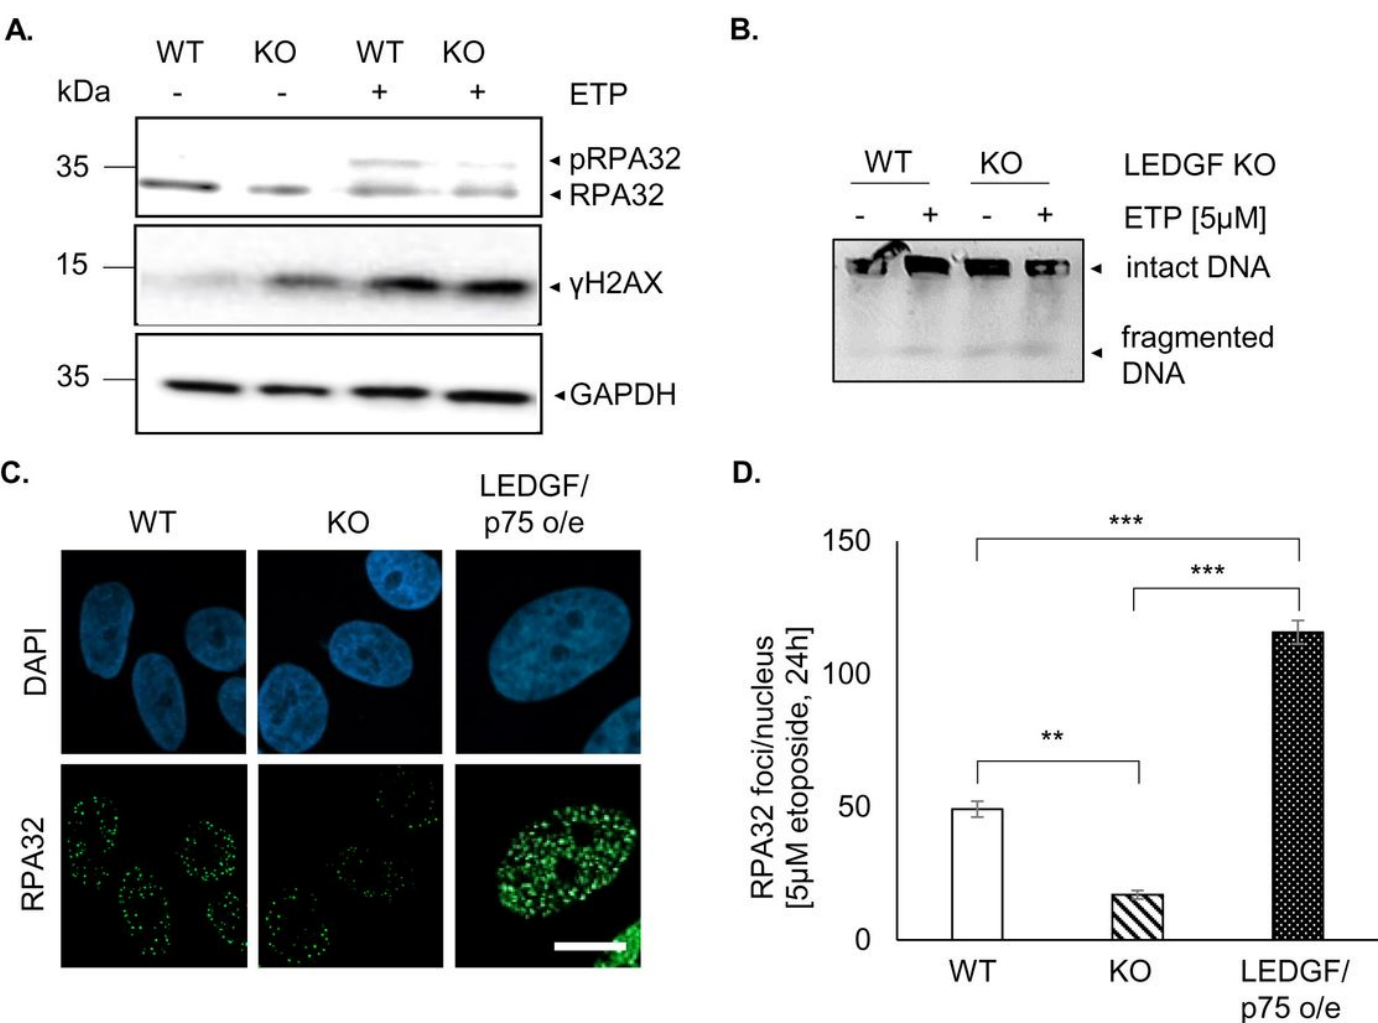 A.
WT KO WT KO
kDa - - + + ETP
35
pRPA32
RPA32
15
γH2AX
35
GAPDH
B.
WT KO LEDGF KO
- + - + ETP [5µM]
intact DNA
fragmented
DNA
C.
WT KO LEDGF/
p75 o/e
DAPI
RPA32
D.
RPA32 foci/nucleus
[5µM etoposide, 24h]
150
100
50
0
***
***
**
WT KO LEDGF/
p75 o/e